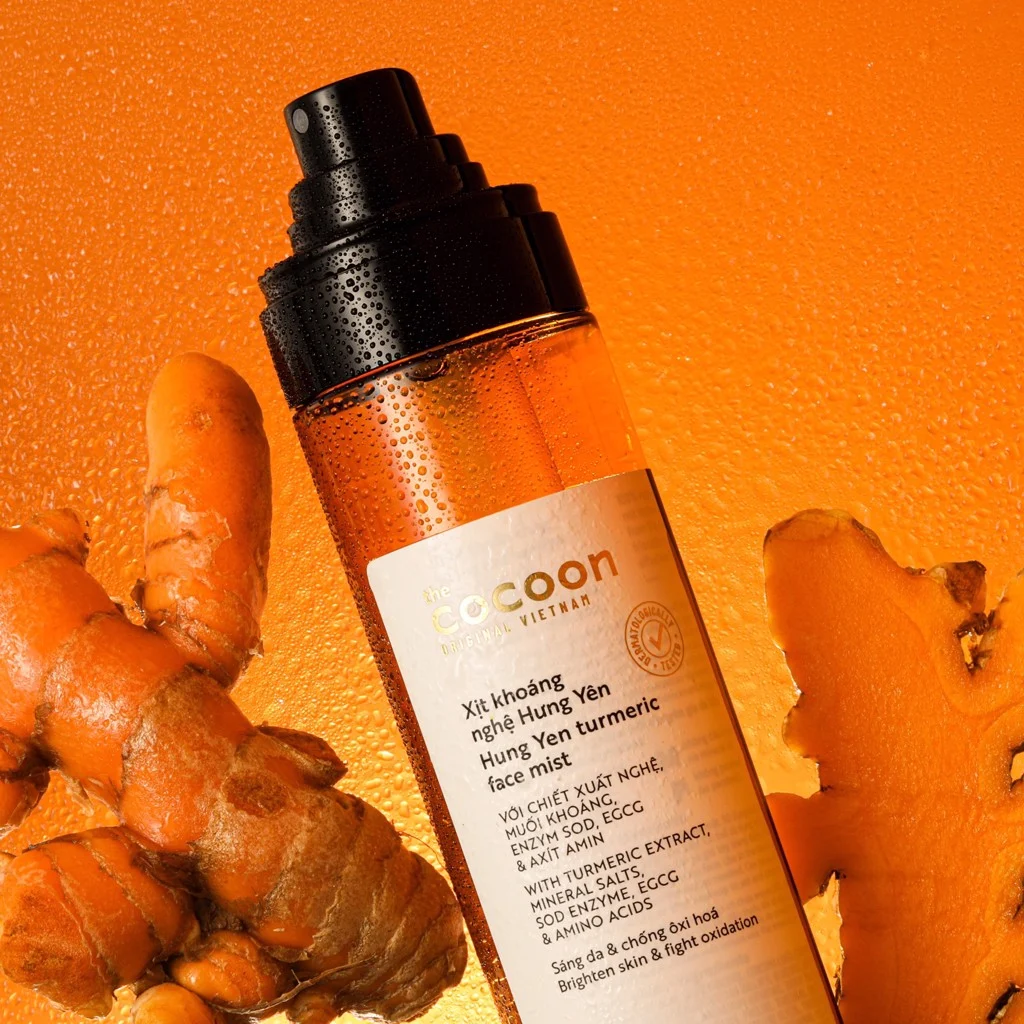 the
cocoon
ORIGINAL VIETNAM
DERMATOLOGICALLY
• TESTED •
Xịt khoáng
nghệ Hưng Yên
Hung Yen turmeric
face mist
VỚI CHIẾT XUẤT NGHỆ,
MUỐI KHOÁNG,
ENZYM SOD, EGCG
& AXÍT AMIN
WITH TURMERIC EXTRACT,
MINERAL SALTS,
SOD ENZYME, EGCG
& AMINO ACIDS
Sáng da & chống ôxi hoá
Brighten skin & fight oxidation